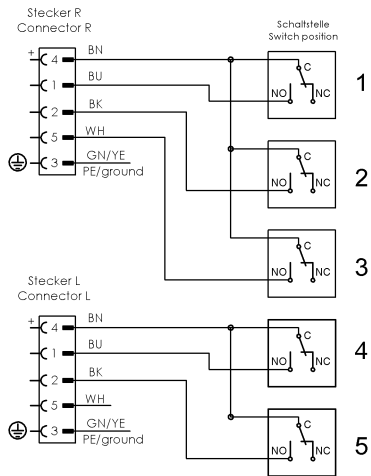 Stecker R
Connector R
Schaltstelle
Switch position
+ 4 BN
1 BU
2 BK
5 WH
3 GN/YE
PE/ground
C
NO NC
1
C
NO NC
2
C
NO NC
3
Stecker L
Connector L
+ 4 BN
1 BU
2 BK
5 WH
3 GN/YE
PE/ground
C
NO NC
4
C
NO NC
5